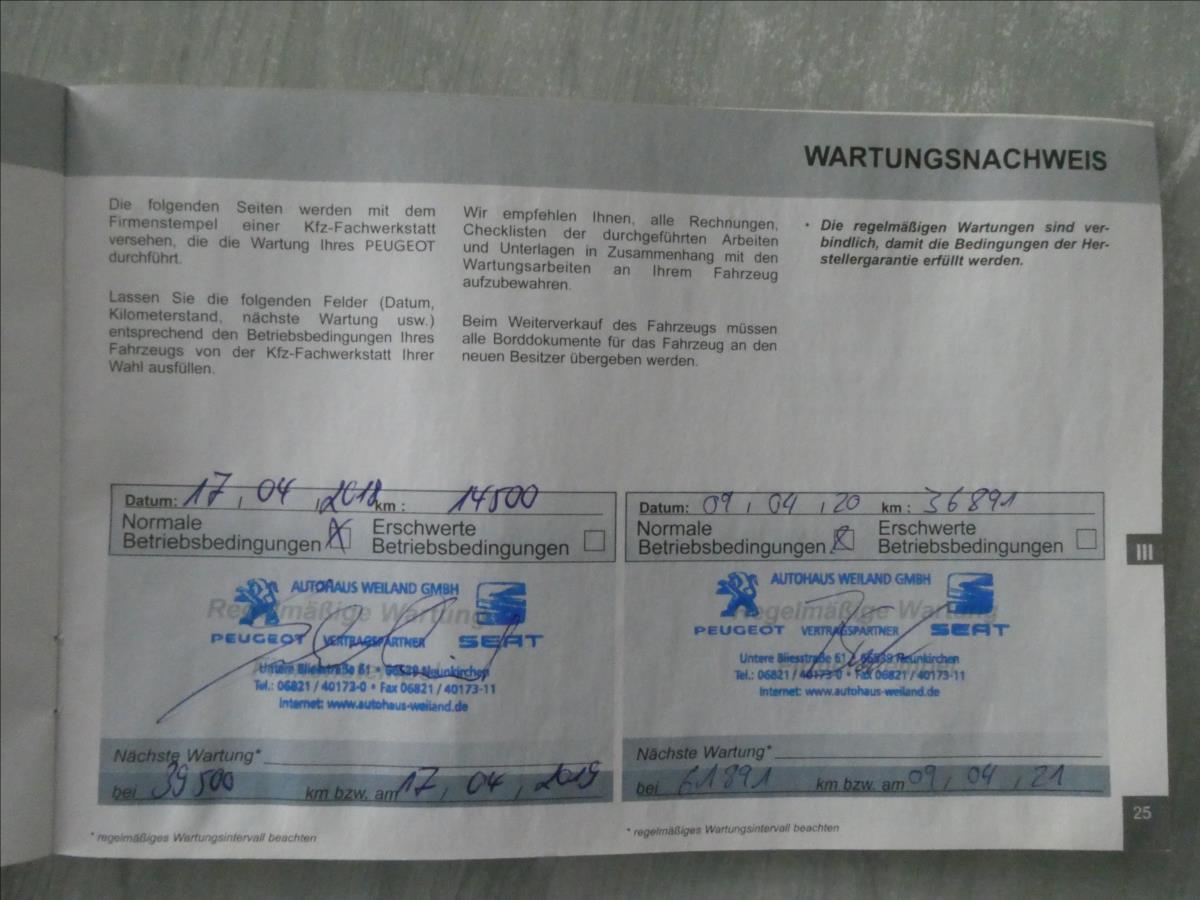 WARTUNGSNACHWEIS
Die folgenden Seiten werden mit dem
Firmenstempel einer Kfz-Fachwerkstatt
versehen, die die Wartung Ihres PEUGEOT
durchführt.
Lassen Sie die folgenden Felder (Datum,
Kilometerstand, nächste Wartung usw.)
entsprechend den Betriebsbedingungen Ihres
Fahrzeugs von der Kfz-Fachwerkstatt Ihrer
Wahl ausfüllen.
Wir empfehlen Ihnen, alle Rechnungen,
Checklisten der durchgeführten Arbeiten
und Unterlagen in Zusammenhang mit den
Wartungsarbeiten an Ihrem Fahrzeug
aufzubewahren.
Beim Weiterverkauf des Fahrzeugs müssen
alle Borddokumente für das Fahrzeug an den
neuen Besitzer übergeben werden.
• Die regelmäßigen Wartungen sind ver-
bindlich, damit die Bedingungen der Her-
stellergarantie erfüllt werden.
Datum: 17, 04, 2018 km : 14500
Normale
Betriebsbedingungen X
Erschwerte
Betriebsbedingungen
AUTOHAUS WEILAND GMBH
Regelmäßige Wartung
PEUGEOT VERTRAGSPARTNER SEAT
Untere Bliesstraße 61 • 66539 Neunkirchen
Tel.: 06821 / 40173-0 • Fax 06821 / 40173-11
Internet: www.autohaus-weiland.de
Nächste Wartung*
bei 39500 km bzw. am 17, 04, 2019
* regelmäßiges Wartungsintervall beachten
Datum: 09, 04, 20 km : 36891
Normale
Betriebsbedingungen X
Erschwerte
Betriebsbedingungen
AUTOHAUS WEILAND GMBH
Regelmäßige Wartung
PEUGEOT VERTRAGSPARTNER SEAT
Untere Bliesstraße 61 • 66539 Neunkirchen
Tel.: 06821 / 40173-0 • Fax 06821 / 40173-11
Internet: www.autohaus-weiland.de
Nächste Wartung*
bei 61891 km bzw. am 09, 04, 21
* regelmäßiges Wartungsintervall beachten
III
25